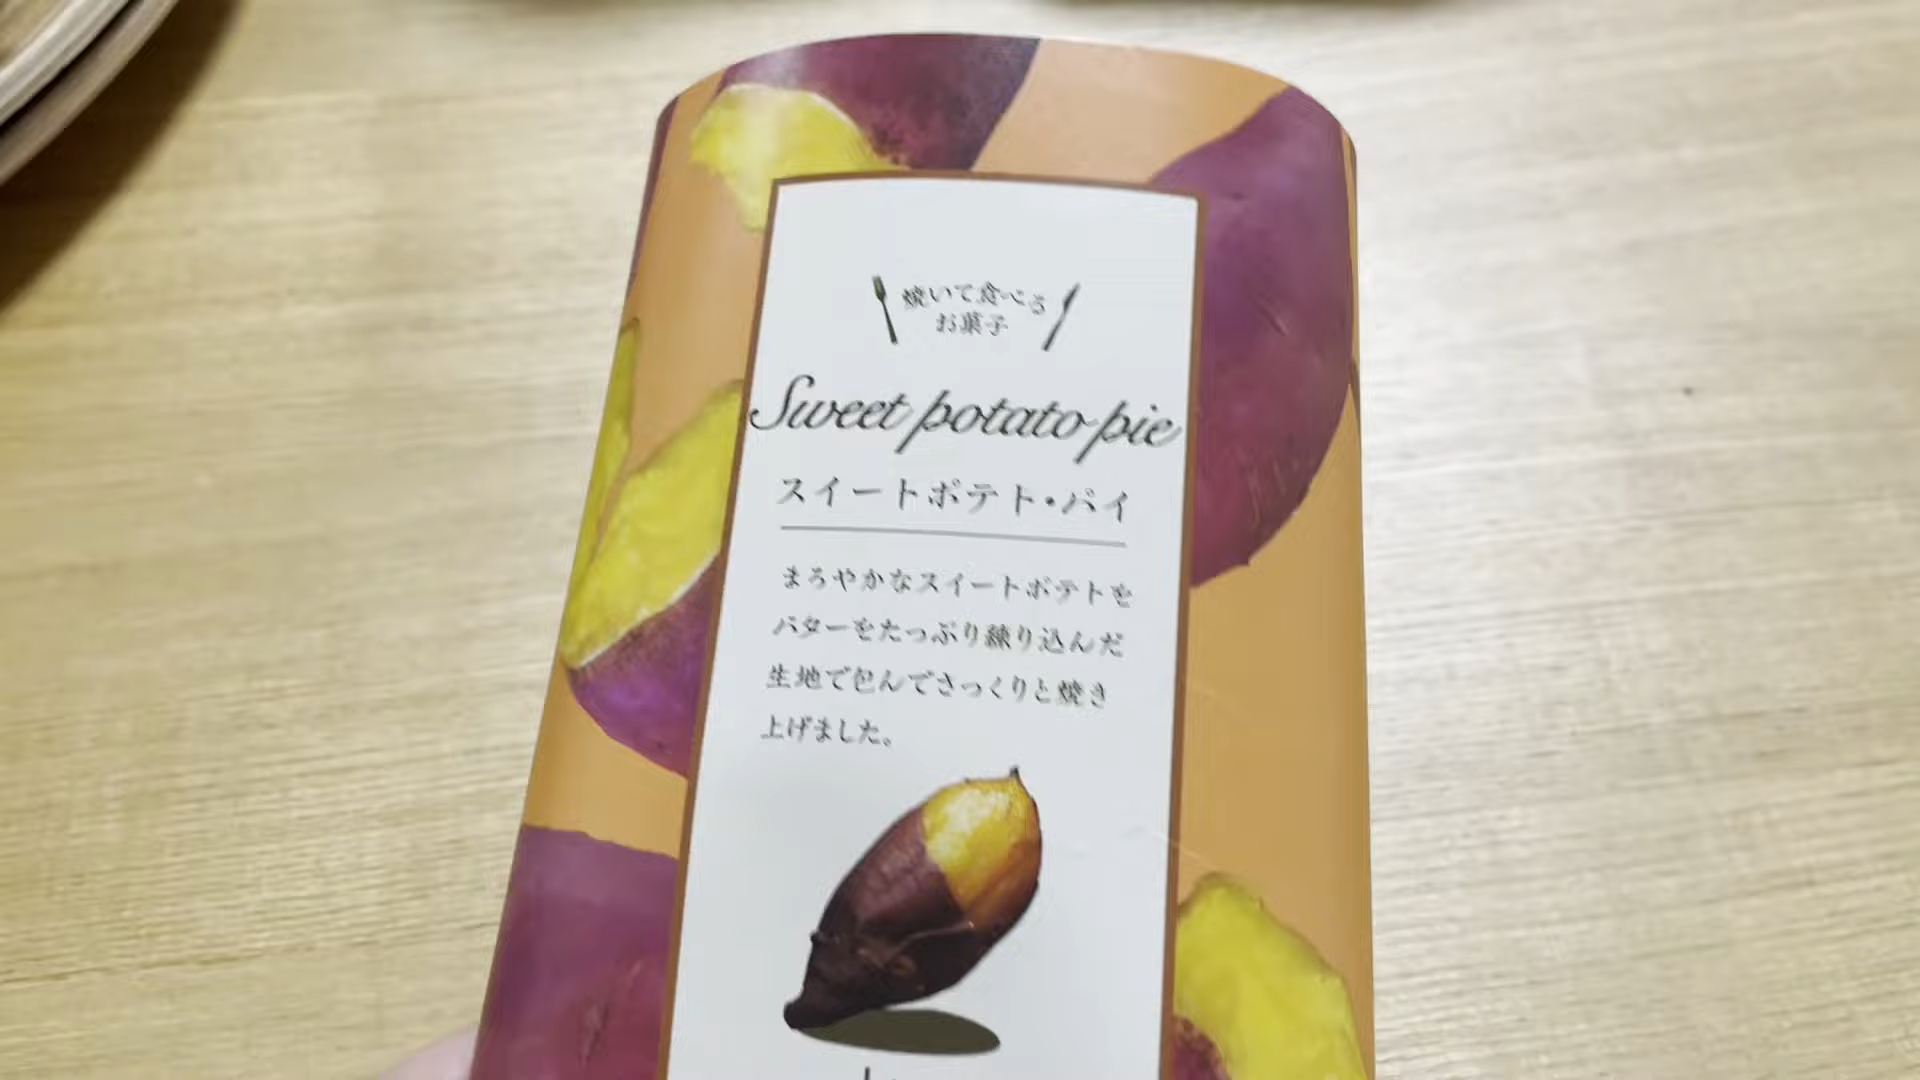 焼いて食べる
お菓子
Sweet potato pie
スイートポテト・パイ
まろやかなスイートポテトを
バターをたっぷり練り込んだ
生地で包んでさっくりと焼き
上げました。